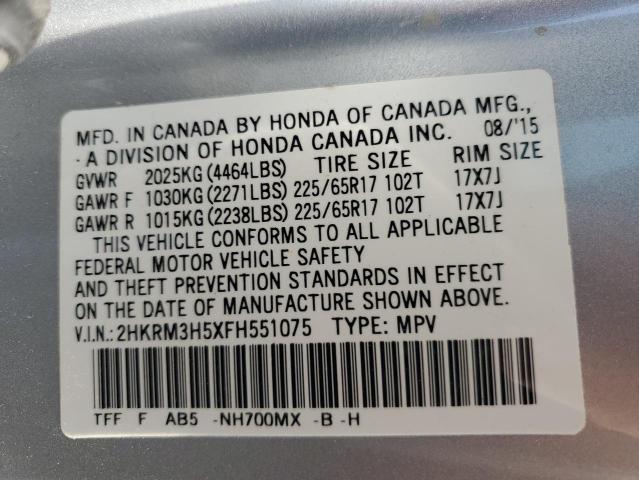 MFD. IN CANADA BY HONDA OF CANADA MFG.,
A DIVISION OF HONDA CANADA INC. 08/'15
GVWR 2025KG (4464LBS) TIRE SIZE RIM SIZE
GAWR F 1030KG (2271LBS) 225/65R17 102T 17X7J
GAWR R 1015KG (2238LBS) 225/65R17 102T 17X7J
THIS VEHICLE CONFORMS TO ALL APPLICABLE
FEDERAL MOTOR VEHICLE SAFETY
AND THEFT PREVENTION STANDARDS IN EFFECT
ON THE DATE OF MANUFACTURE SHOWN ABOVE.
V.I.N.: 2HKRM3H5XFH551075 TYPE: MPV
TFF F AB5 -NH700MX -B -H